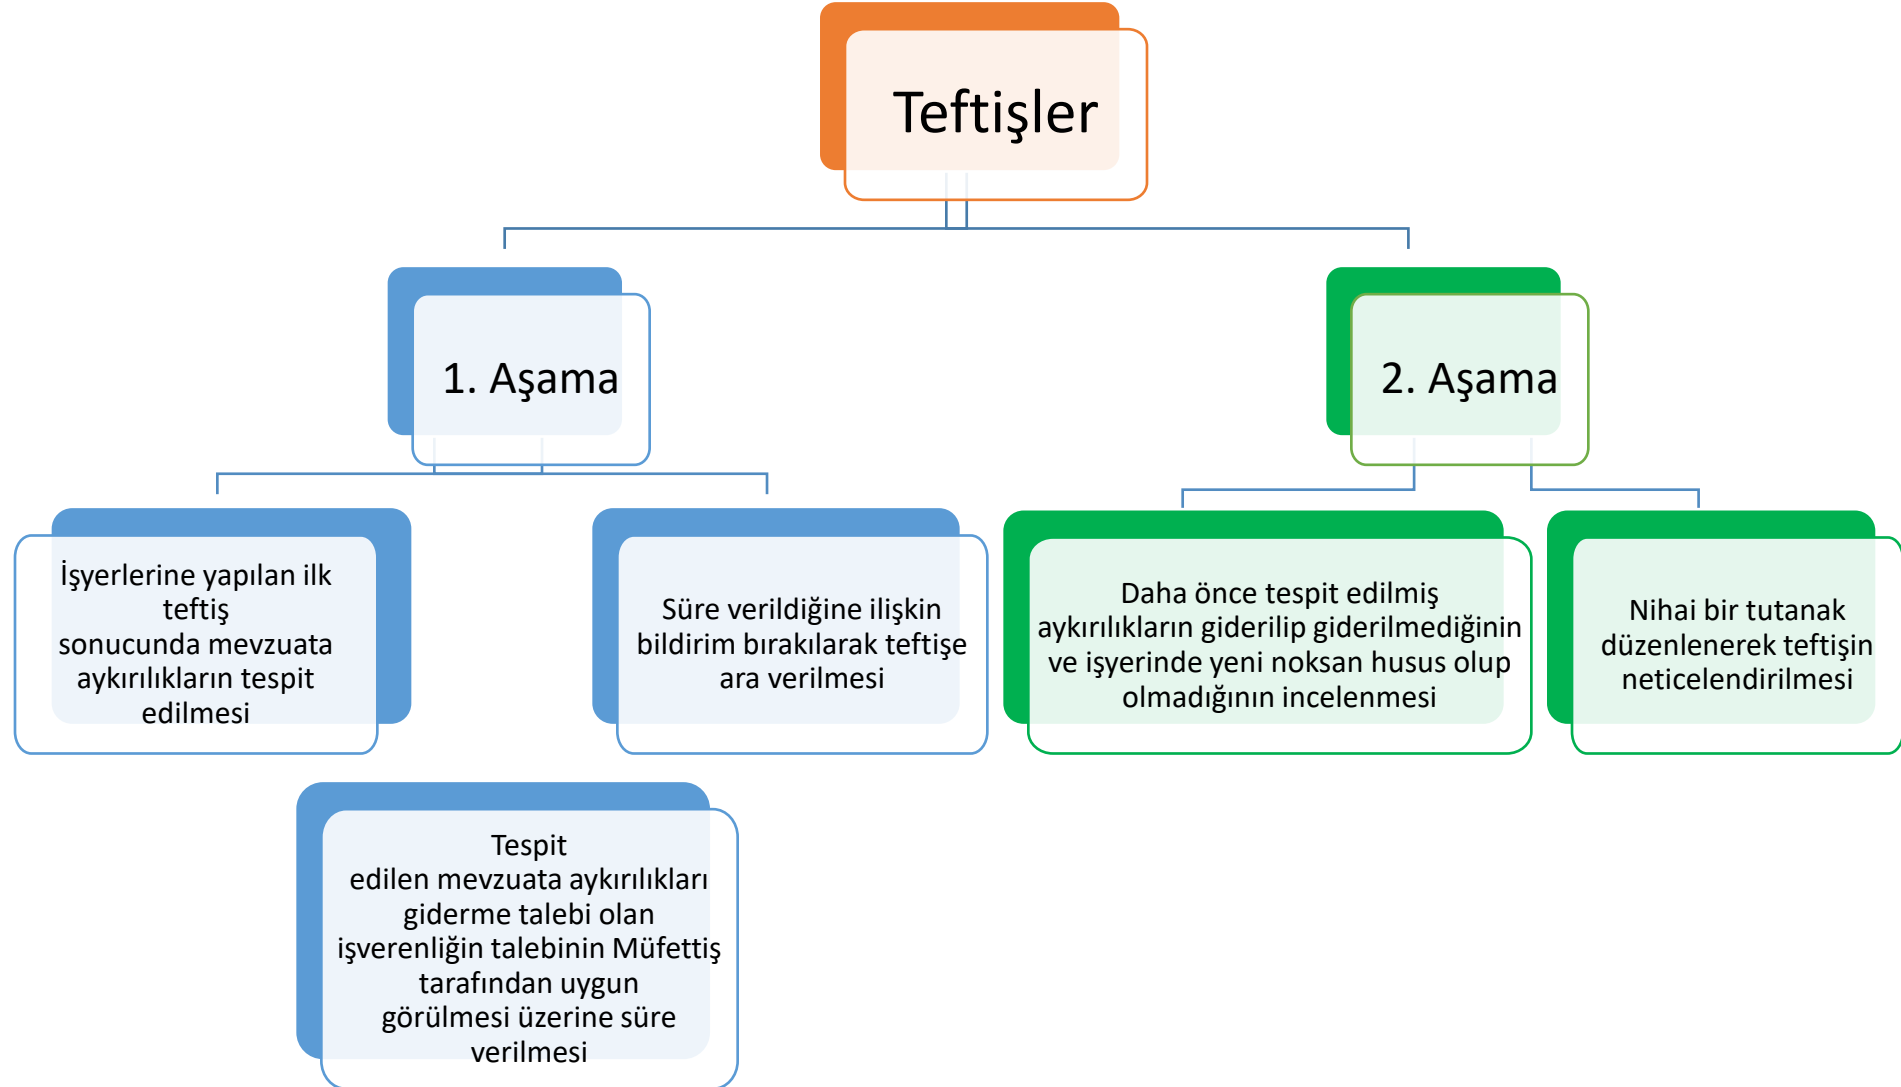 Teftişler
1. Aşama
2. Aşama
İşyerlerine yapılan ilk
teftiş
sonucunda mevzuata
aykırılıkların tespit
edilmesi
Süre verildiğine ilişkin
bildirim bırakılarak teftişe
ara verilmesi
Daha önce tespit edilmiş
aykırılıkların giderilip giderilmediğinin
ve işyerinde yeni noksan husus olup
olmadığının incelenmesi
Nihai bir tutanak
düzenlenerek teftişin
neticelendirilmesi
Tespit
edilen mevzuata aykırılıkları
giderme talebi olan
işverenliğin talebinin Müfettiş
tarafından uygun
görülmesi üzerine süre
verilmesi